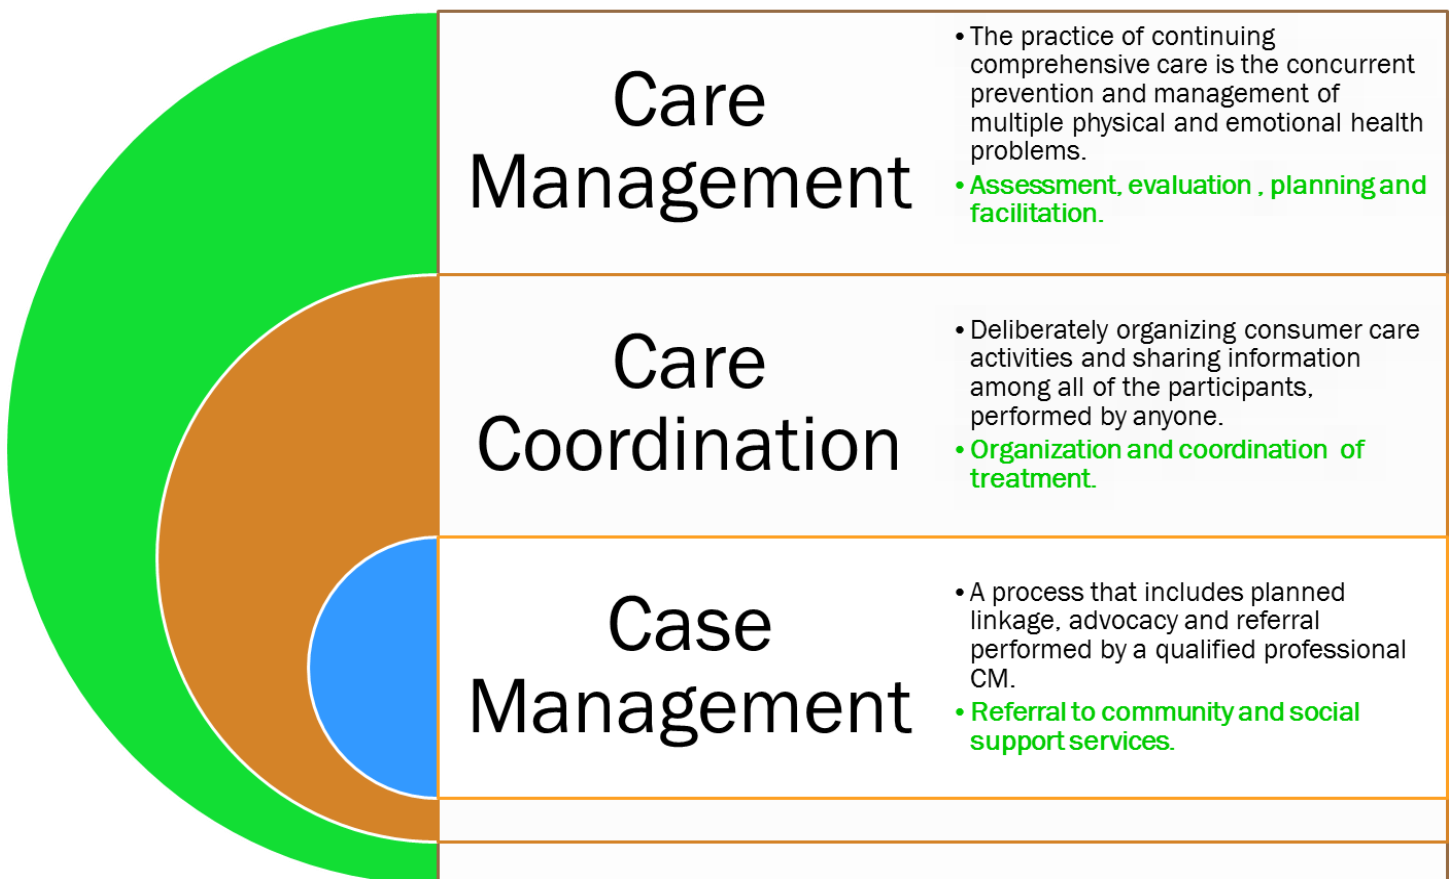 Care
Management
• The practice of continuing
comprehensive care is the concurrent
prevention and management of
multiple physical and emotional health
problems.
• Assessment, evaluation , planning and
facilitation.
Care
Coordination
• Deliberately organizing consumer care
activities and sharing information
among all of the participants,
performed by anyone.
• Organization and coordination of
treatment.
Case
Management
• A process that includes planned
linkage, advocacy and referral
performed by a qualified professional
CM.
• Referral to community and social
support services.